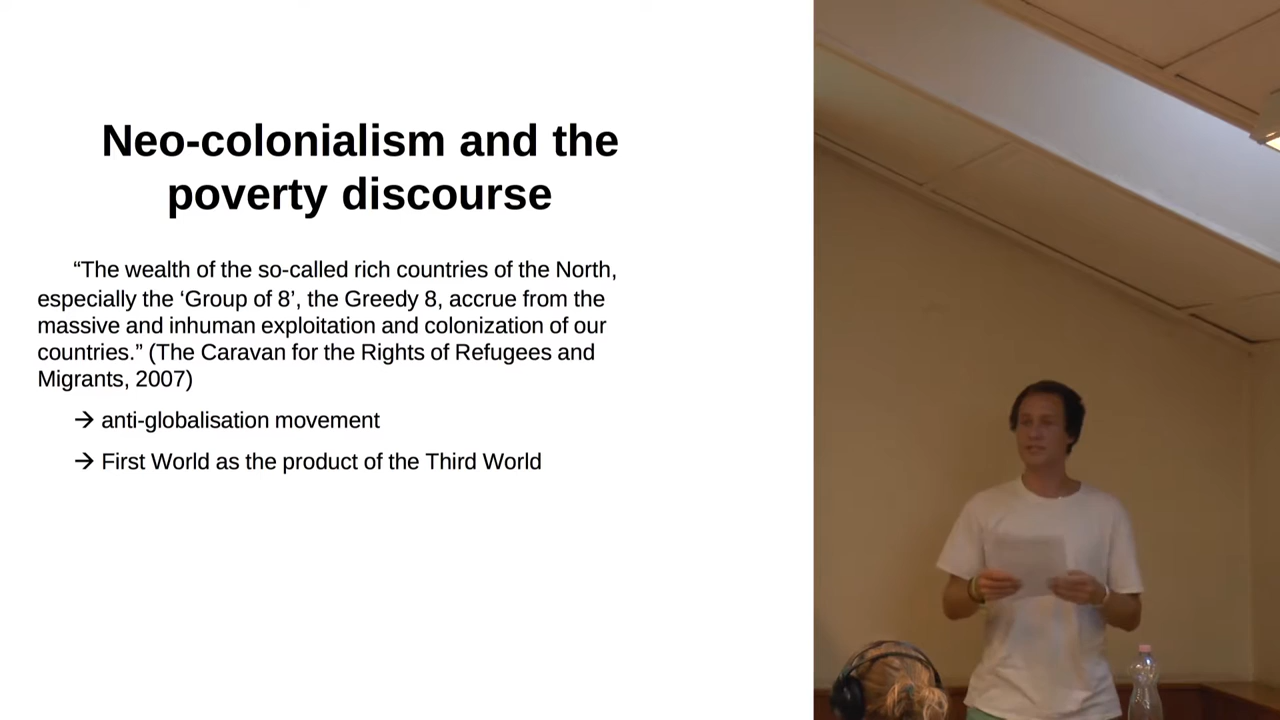 Neo-colonialism and the
poverty discourse
“The wealth of the so-called rich countries of the North,
especially the ‘Group of 8’, the Greedy 8, accrue from the
massive and inhuman exploitation and colonization of our
countries.” (The Caravan for the Rights of Refugees and
Migrants, 2007)
→ anti-globalisation movement
→ First World as the product of the Third World